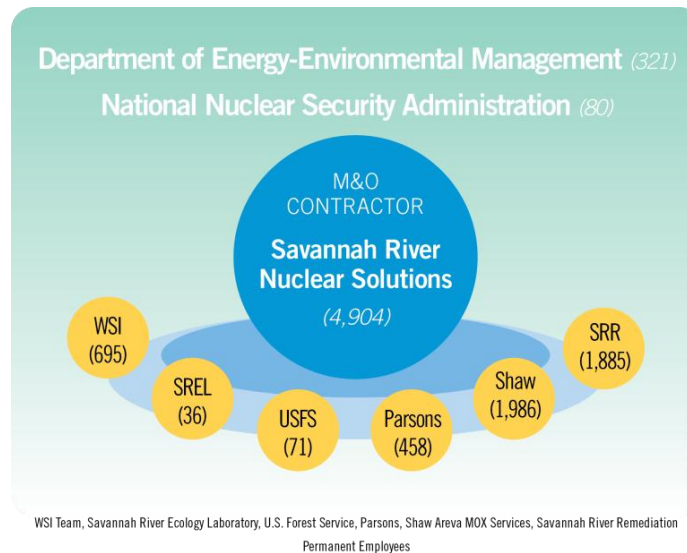 Department of Energy-Environmental Management (321)
National Nuclear Security Administration (80)
M&O
CONTRACTOR
Savannah River
Nuclear Solutions
(4,904)
WSI
(695)
SREL
(36)
USFS
(71)
Parsons
(458)
Shaw
(1,986)
SRR
(1,885)
WSI Team, Savannah River Ecology Laboratory, U.S. Forest Service, Parsons, Shaw Areva MOX Services, Savannah River Remediation
Permanent Employees